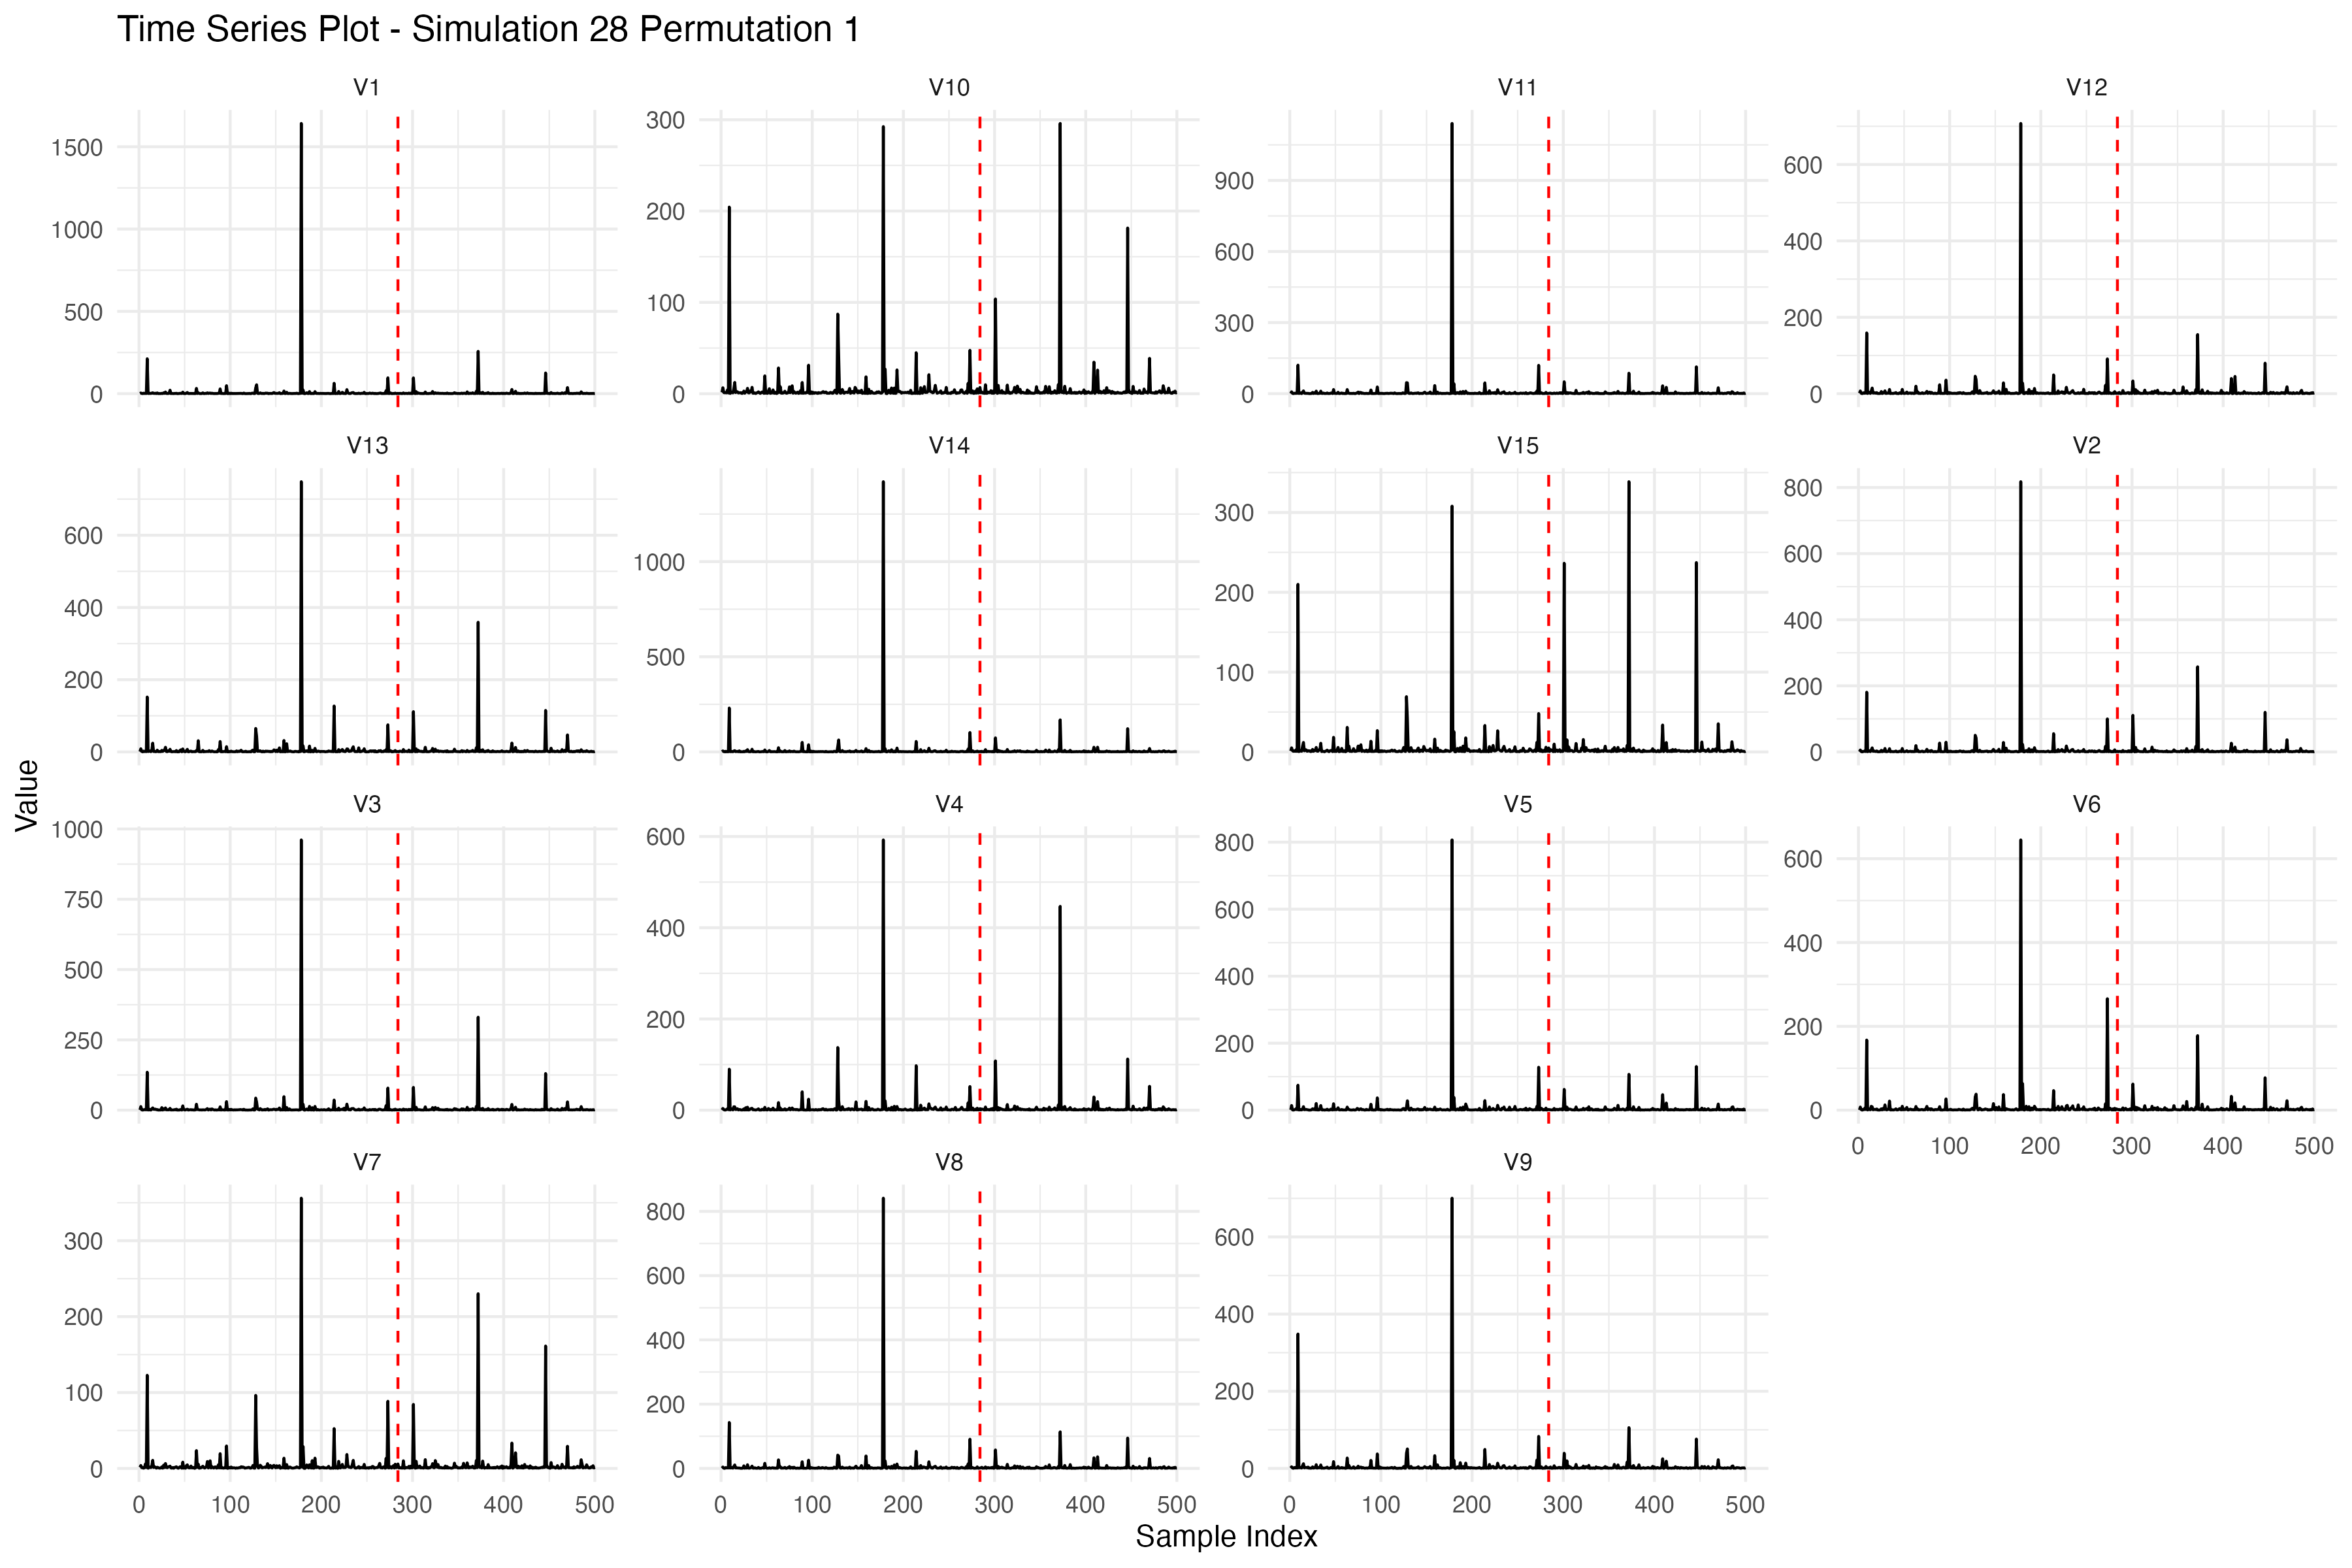 Time Series Plot - Simulation 28 Permutation 1
V1
V10
V11
V12
1500
1000
500
0
300
200
100
0
900
600
300
0
600
400
200
0
V13
V14
V15
V2
600
400
200
0
1000
500
0
300
200
100
0
800
600
400
200
0
Value
V3
V4
V5
V6
1000
750
500
250
0
600
400
200
0
800
600
400
200
0
600
400
200
0
0 100 200 300 400 500
V7
V8
V9
300
200
100
0
800
600
400
200
0
600
400
200
0
0 100 200 300 400 500
0 100 200 300 400 500
0 100 200 300 400 500
Sample Index